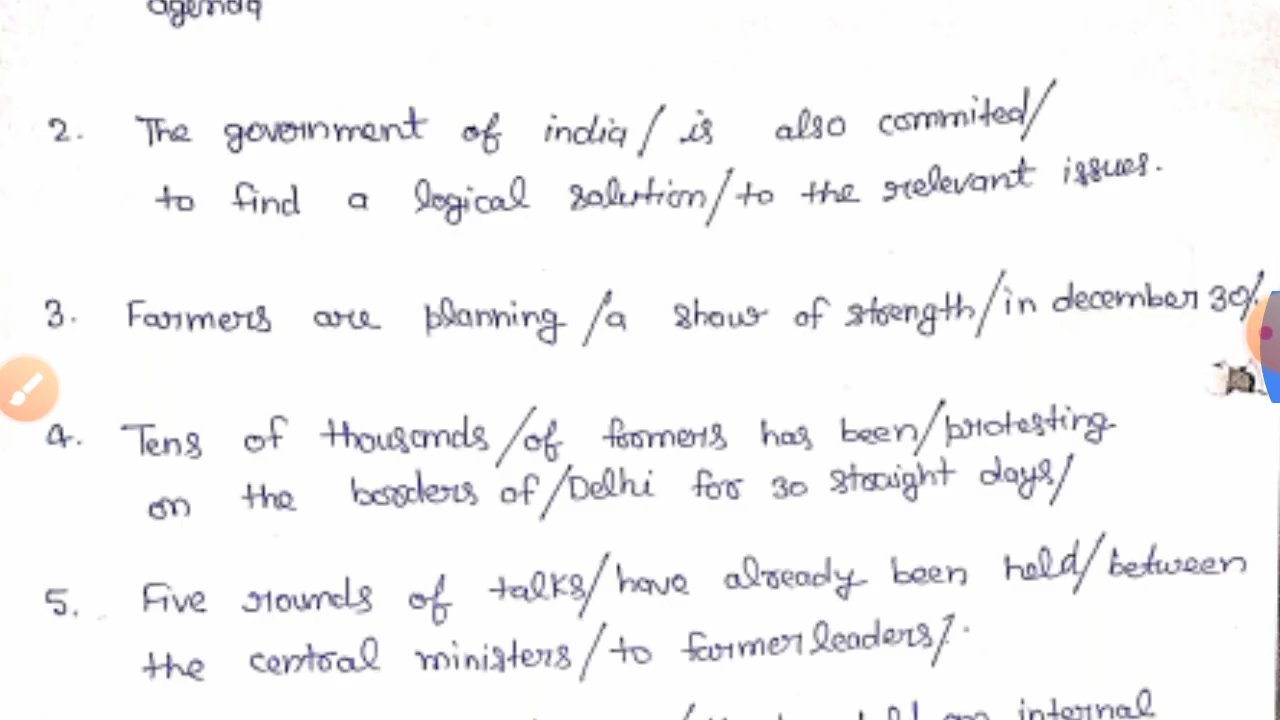 agenda
2. The government of india / is also commited /
to find a logical solution / to the relevant issues.
3. Farmers are planning / a show of strength / in december 30 /.
4. Tens of thousands / of farmers has been / protesting
on the borders of / Delhi for 30 straight days /
5. Five rounds of talks / have already been held / between
the central ministers / to farmer leaders /.
internal